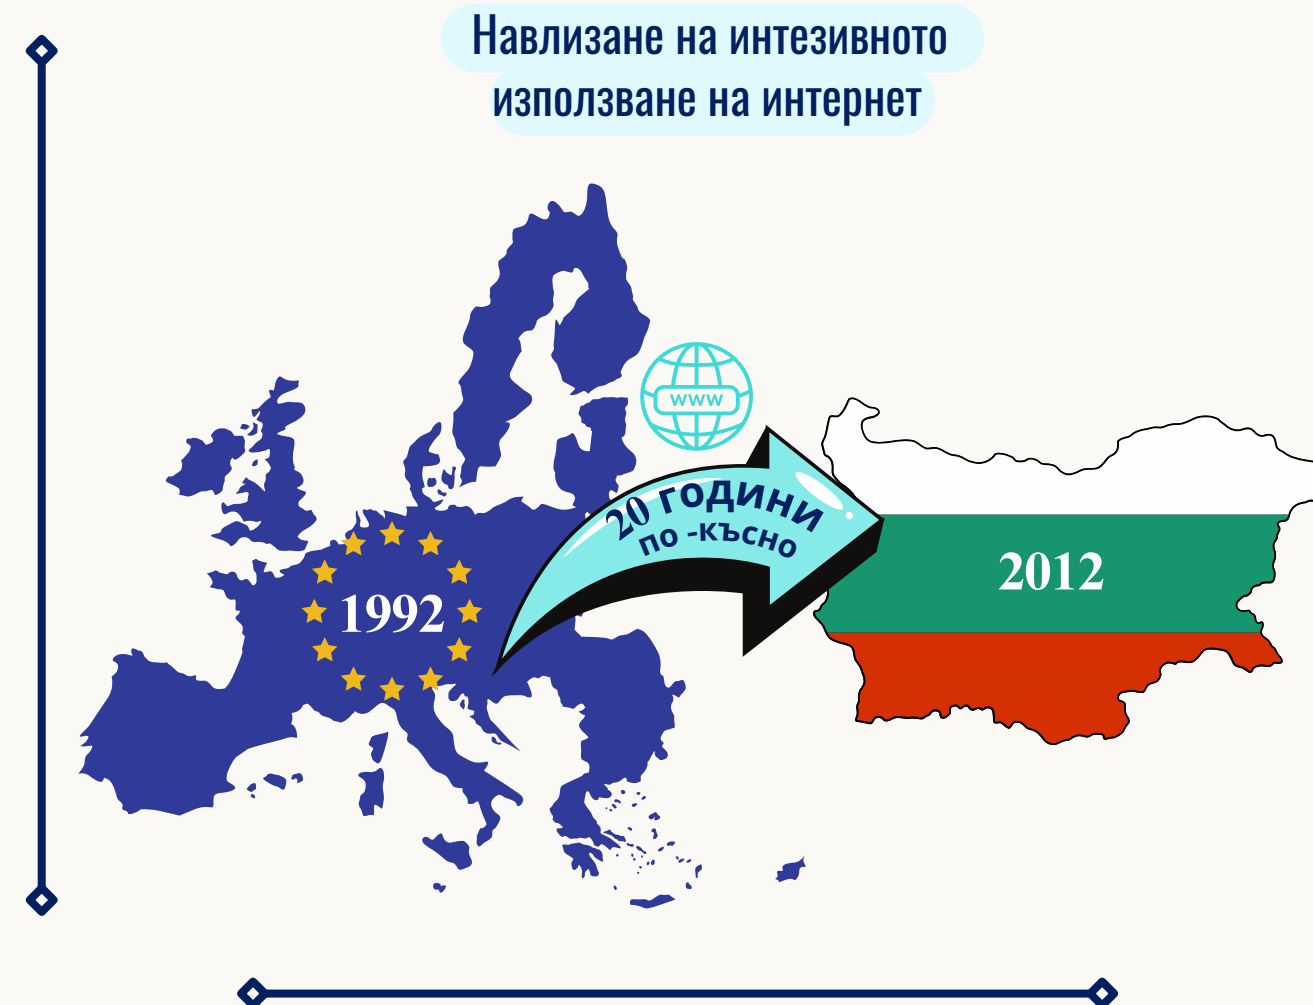 Навлизане на интезивното
използване на интернет
www
20 години
по -късно
1992
2012